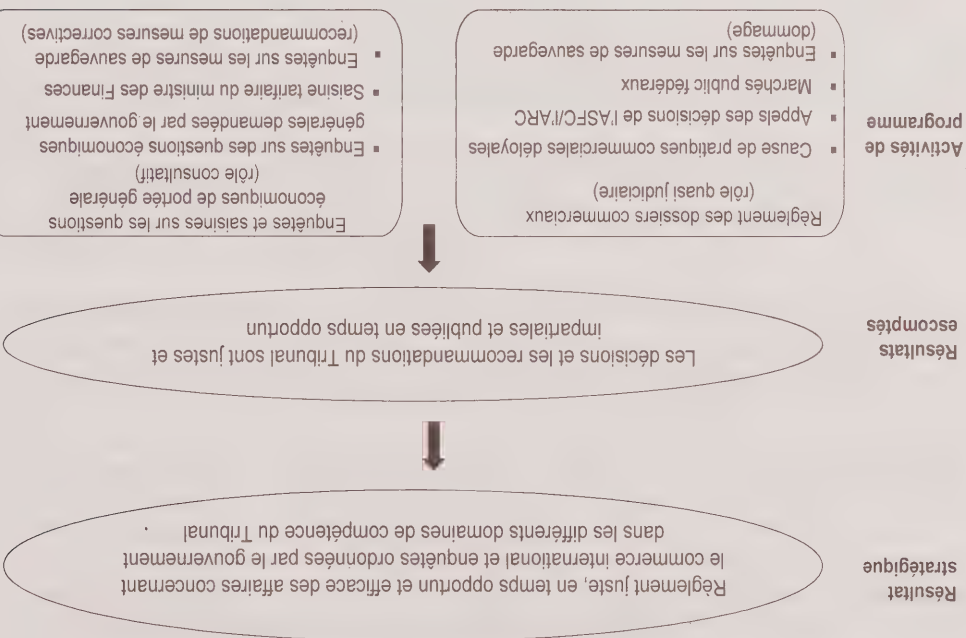 Résultat
stratégique
Règlement juste, en temps opportun et efficace des affaires concernant
le commerce international et enquêtes ordonnées par le gouvernement
dans les différents domaines de compétence du Tribunal
Résultats
escomptés
Les décisions et les recommandations du Tribunal sont justes et
impartiales et publiées en temps opportun
Activités de
programme
Règlement des dossiers commerciaux
(rôle quasi judiciaire)
▪ Cause de pratiques commerciales déloyales
▪ Appels des décisions de l'ASFC/l'ARC
▪ Marchés public fédéraux
▪ Enquêtes sur les mesures de sauvegarde
(dommage)
Enquêtes et saisines sur les questions
économiques de portée générale
(rôle consultatif)
▪ Enquêtes sur des questions économiques
générales demandées par le gouvernement
▪ Saisine tarifaire du ministre des Finances
▪ Enquêtes sur les mesures de sauvegarde
(recommandations de mesures correctives)